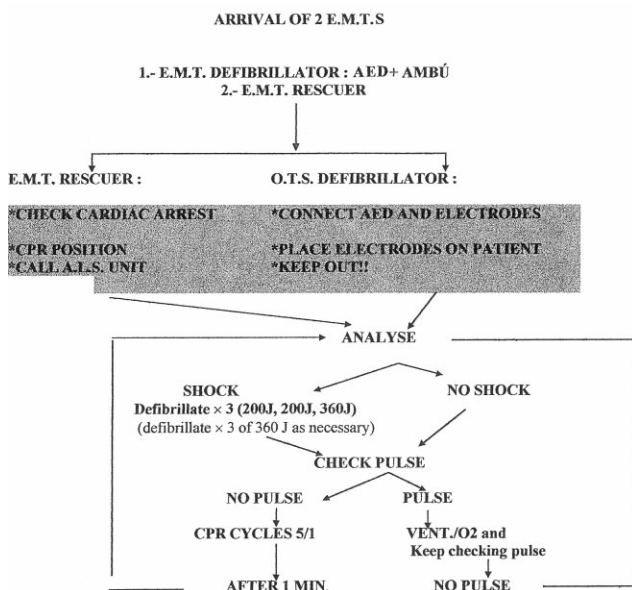 ARRIVAL OF 2 E.M.T.S
1.- E.M.T. DEFIBRILLATOR : AED+ AMBÚ
2.- E.M.T. RESCUER
E.M.T. RESCUER :
O.T.S. DEFIBRILLATOR :
*CHECK CARDIAC ARREST
*CONNECT AED AND ELECTRODES
*CPR POSITION
*PLACE ELECTRODES ON PATIENT
*CALL A.L.S. UNIT
*KEEP OUT!!
ANALYSE
SHOCK
NO SHOCK
Defibrillate × 3 (200J, 200J, 360J)
(defibrillate × 3 of 360 J as necessary)
CHECK PULSE
NO PULSE
PULSE
CPR CYCLES 5/1
VENT./O2 and
Keep checking pulse
AFTER 1 MIN.
NO PULSE